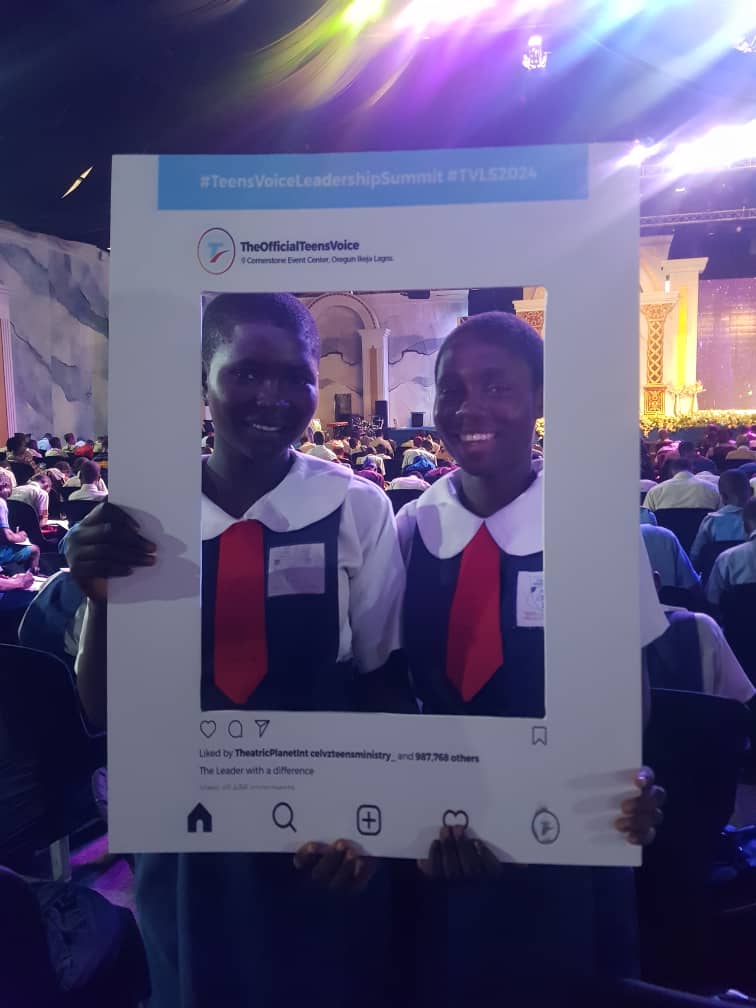 #TeensVoiceLeadershipSummit #TVLS2024
TheOfficialTeensVoice
Cornerstone Event Center, Oregun Ikeja Lagos.
Liked by TheatricPlanetInt celvzteensministry_ and 987,768 others
The Leader with a difference